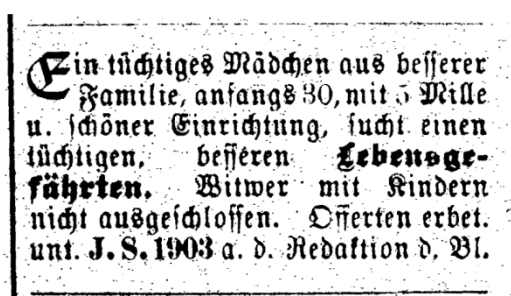 Ein tüchtiges Mädchen aus besserer
Familie, anfangs 30, mit 5 Mille
u. schöner Einrichtung, sucht einen
tüchtigen, besseren Lebensge-
fährten. Witwer mit Kindern
nicht ausgeschlossen. Offerten erbet.
unt. J. S. 1903 a. d. Redaktion d. Bl.